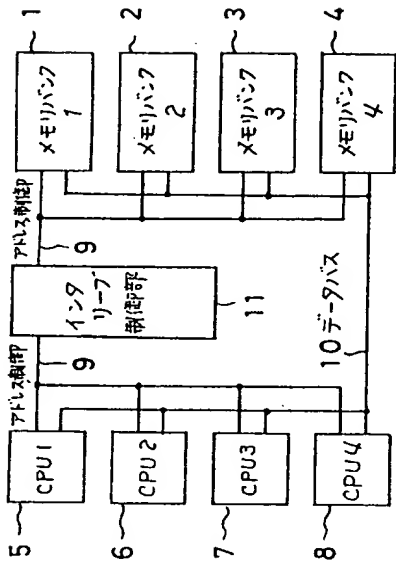 1
メモリバンク
1
2
メモリバンク
2
3
メモリバンク
3
4
メモリバンク
4
アドレス制御
9
インタ
リーブ
制御部
11
アドレス制御
9
10 データバス
5
CPU1
6
CPU2
7
CPU3
8
CPU4